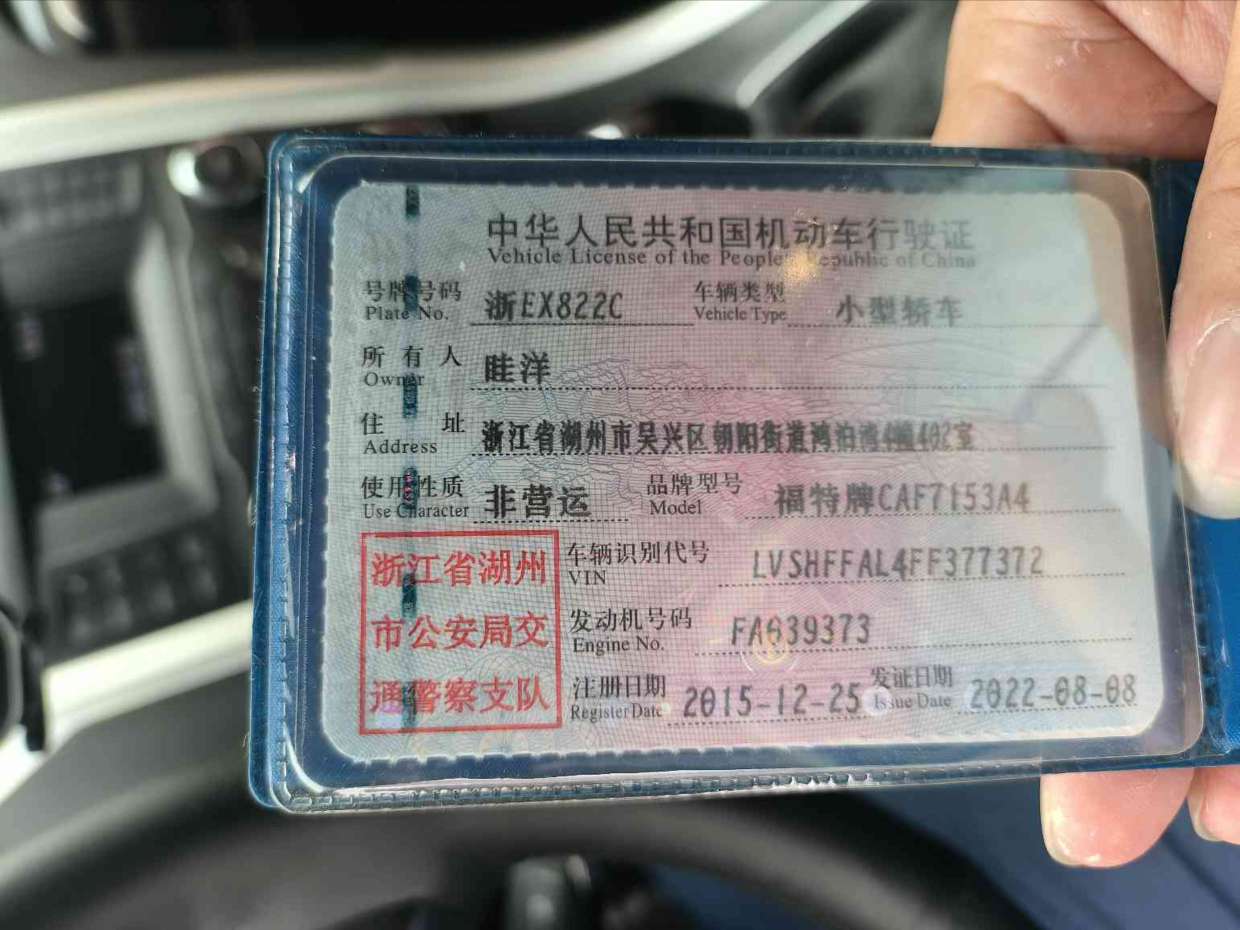 中华人民共和国机动车行驶证
Vehicle License of the People's Republic of China
号牌号码 浙EX822C 车辆类型 小型轿车
Plate No. Vehicle Type
所有人 眭洋
Owner
住址 浙江省湖州市吴兴区朝阳街道鸿泊湾4幢402室
Address
使用性质 非营运 品牌型号 福特牌CAF7153A4
Use Character Model
浙江省湖州 车辆识别代号 LVSHFFAL4FF377372
VIN
市公安局交 发动机号码 FA639373
Engine No.
通警察支队 注册日期 2015-12-25 发证日期 2022-08-08
Register Date Issue Date